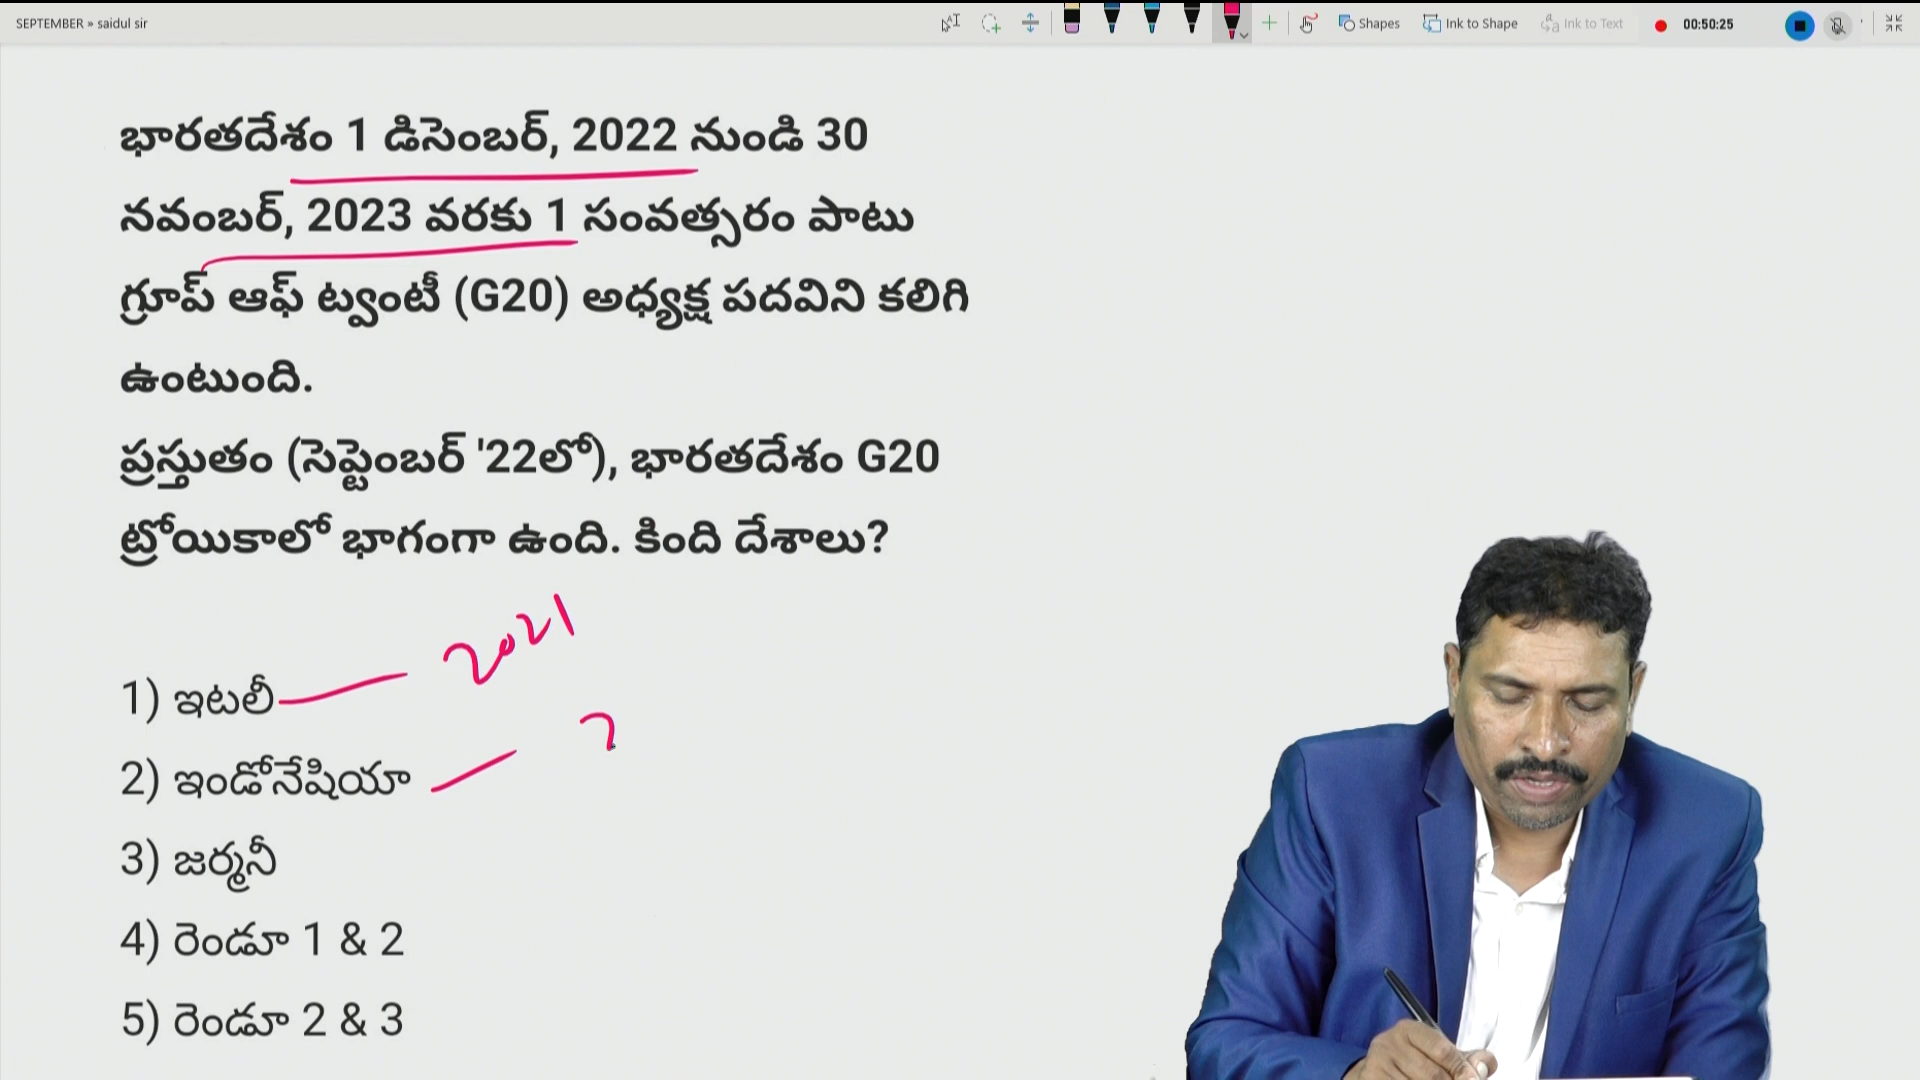 SEPTEMBER » saidul sir
Shapes
Ink to Shape
Ink to Text
00:50:25
భారతదేశం 1 డిసెంబర్, 2022 నుండి 30
నవంబర్, 2023 వరకు 1 సంవత్సరం పాటు
గ్రూప్ ఆఫ్ ట్వంటీ (G20) అధ్యక్ష పదవిని కలిగి
ఉంటుంది.
ప్రస్తుతం (సెప్టెంబర్ '22లో), భారతదేశం G20
ట్రోయికాలో భాగంగా ఉంది. కింది దేశాలు?
1) ఇటలీ 2021
2) ఇండోనేషియా 2
3) జర్మనీ
4) రెండూ 1 & 2
5) రెండూ 2 & 3